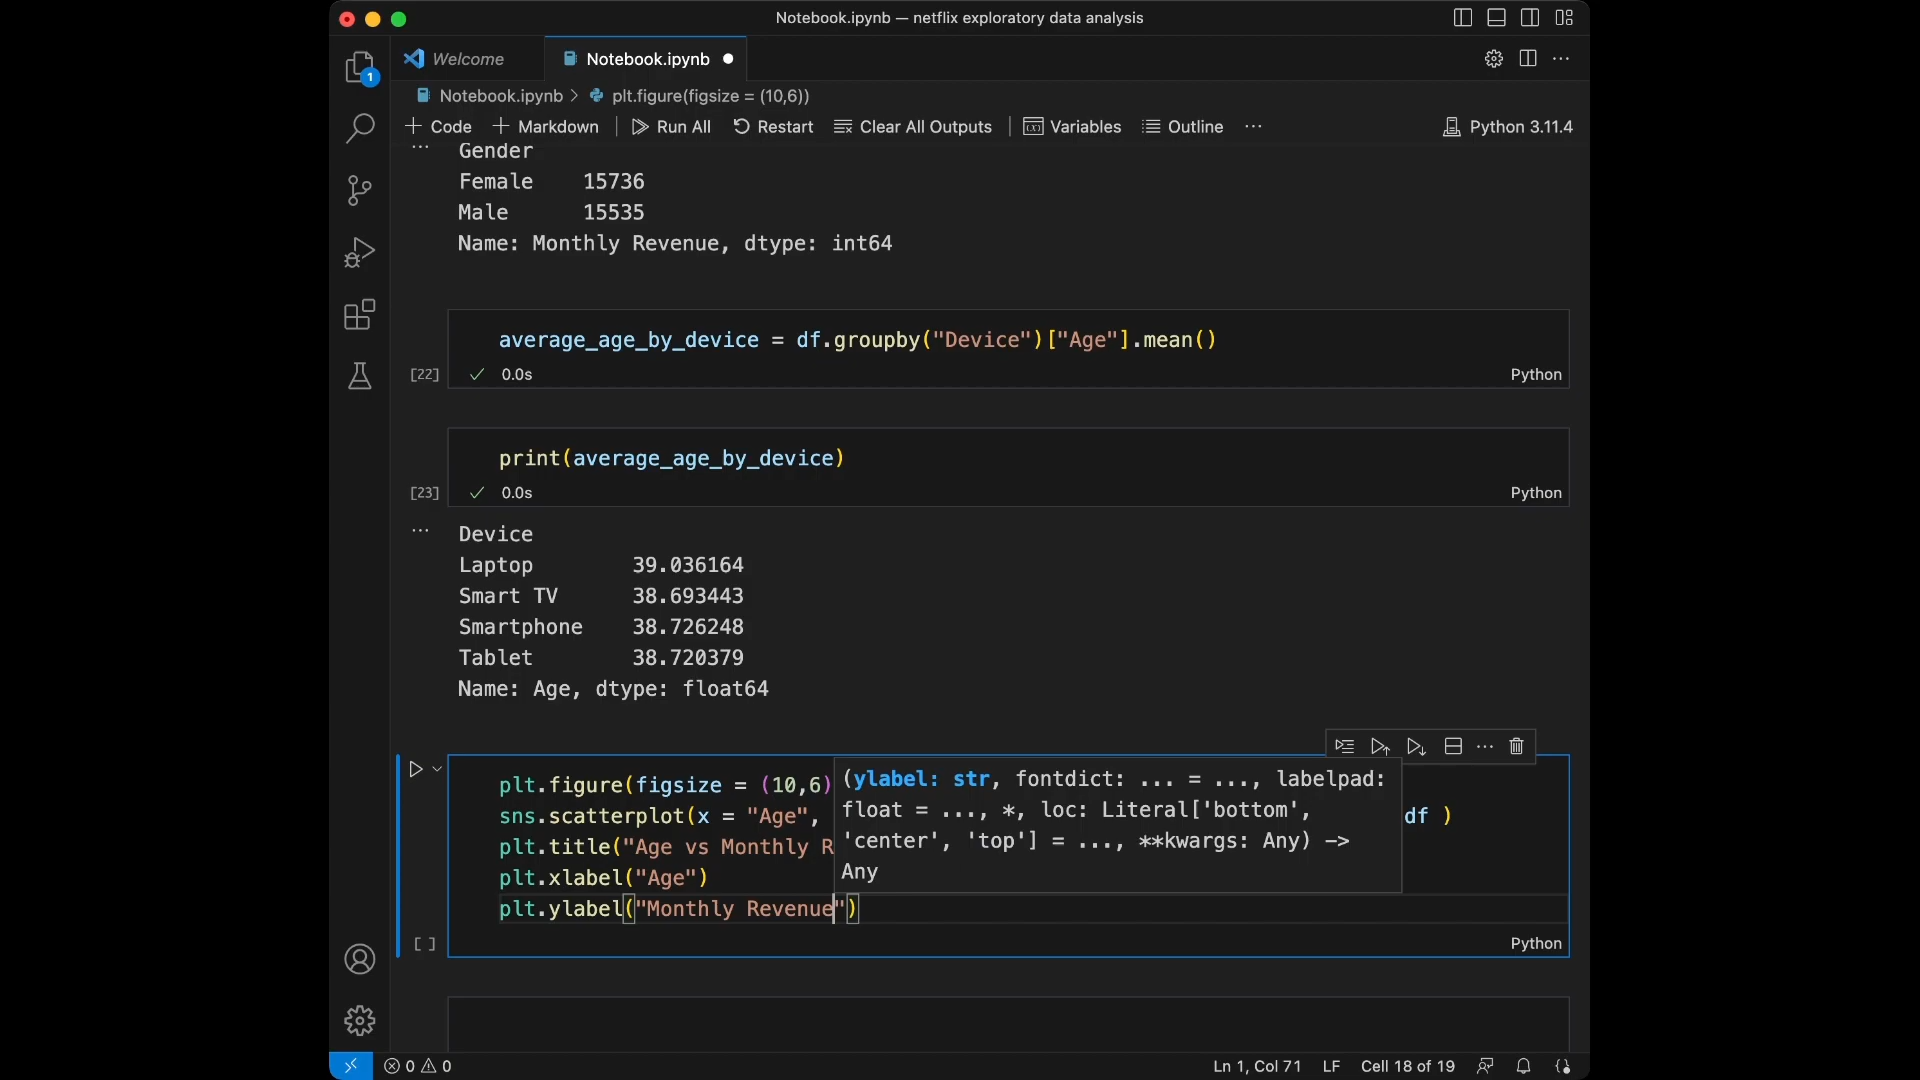 Notebook.ipynb — netflix exploratory data analysis
Welcome
Notebook.ipynb
1
Notebook.ipynb > plt.figure(figsize = (10,6))
+ Code + Markdown | Run All Restart Clear All Outputs | Variables Outline ... Python 3.11.4
... Gender
Female 15736
Male 15535
Name: Monthly Revenue, dtype: int64
average_age_by_device = df.groupby("Device")["Age"].mean()
[22] ✓ 0.0s Python
print(average_age_by_device)
[23] ✓ 0.0s Python
... Device
Laptop 39.036164
Smart TV 38.693443
Smartphone 38.726248
Tablet 38.720379
Name: Age, dtype: float64
plt.figure(figsize = (10,6)
(ylabel: str, fontdict: ... = ..., labelpad:
float = ..., *, loc: Literal['bottom',
'center', 'top'] = ..., **kwargs: Any) ->
Any
sns.scatterplot(x = "Age", df )
plt.title("Age vs Monthly R
plt.xlabel("Age")
plt.ylabel("Monthly Revenue")
[ ] Python
0 0 Ln 1, Col 71 LF Cell 18 of 19